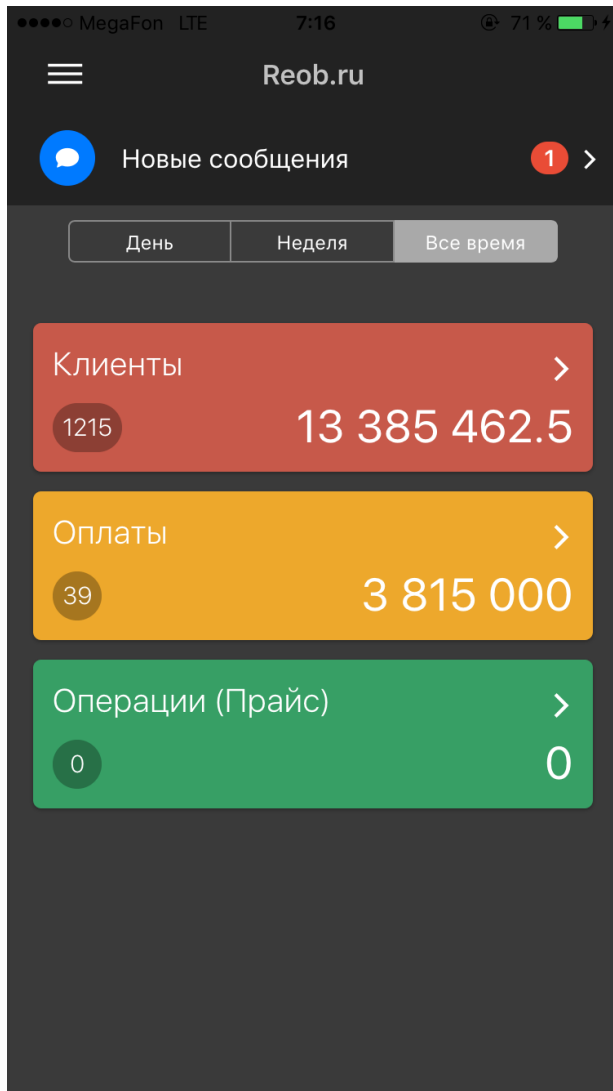 MegaFon LTE 7:16 71 %
Reob.ru
Новые сообщения 1
День Неделя Все время
Клиенты
1215 13 385 462.5
Оплаты
39 3 815 000
Операции (Прайс)
0 0